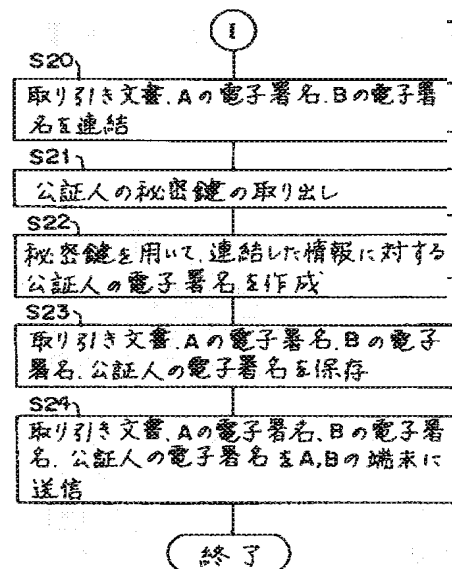 1
S20
取り引き文書、Aの電子署名、Bの電子署
名を連結
S21
公証人の秘密鍵の取り出し
S22
秘密鍵を用いて、連結した情報に対する
公証人の電子署名を作成
S23
取り引き文書、Aの電子署名、Bの電子
署名、公証人の電子署名を保存
S24
取り引き文書、Aの電子署名、Bの電子署
名、公証人の電子署名をA,Bの端末に
送信
終了